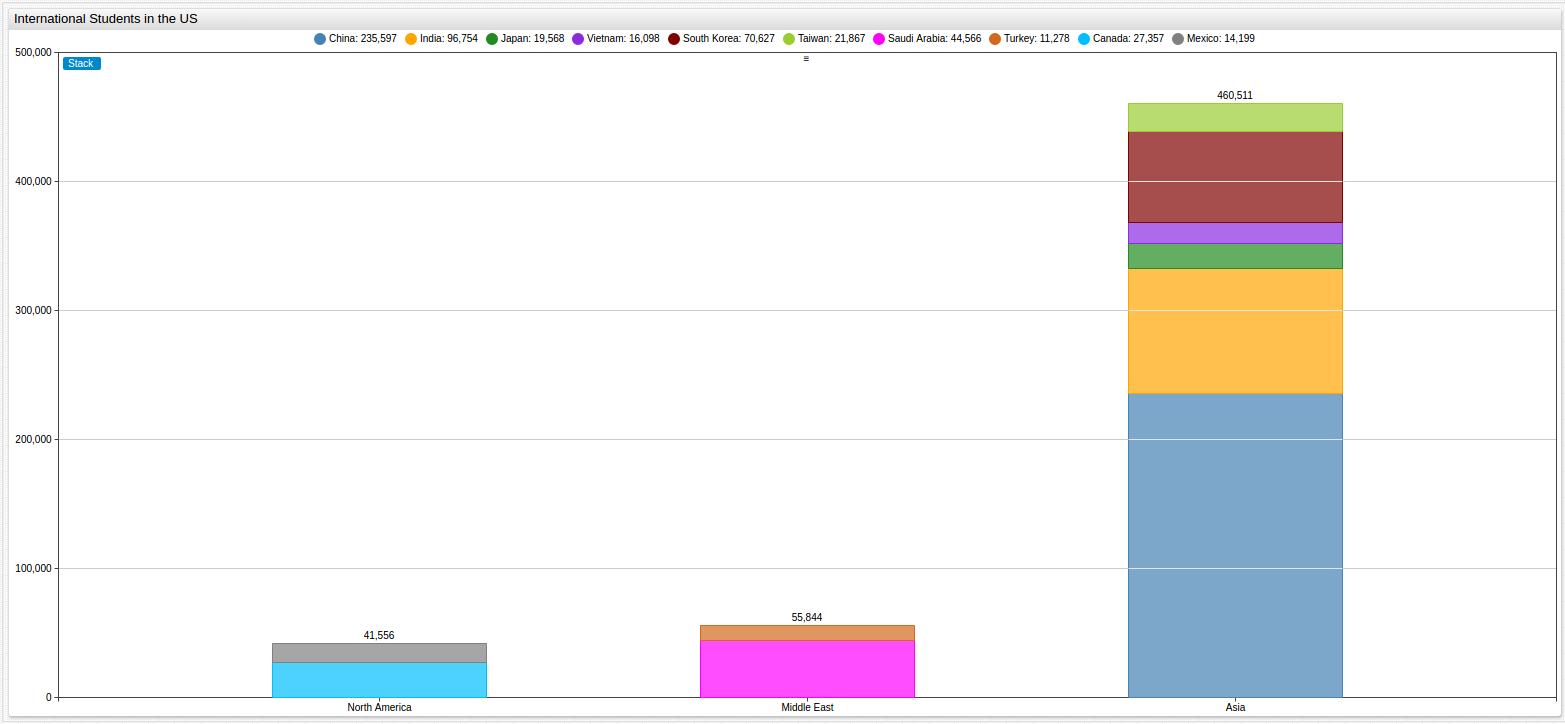 International Students in the US
China: 235,597 India: 96,754 Japan: 19,568 Vietnam: 16,098 South Korea: 70,627 Taiwan: 21,867 Saudi Arabia: 44,566 Turkey: 11,278 Canada: 27,357 Mexico: 14,199
500,000
Stack
460,511
400,000
300,000
200,000
100,000
55,844
41,556
0
North America Middle East Asia